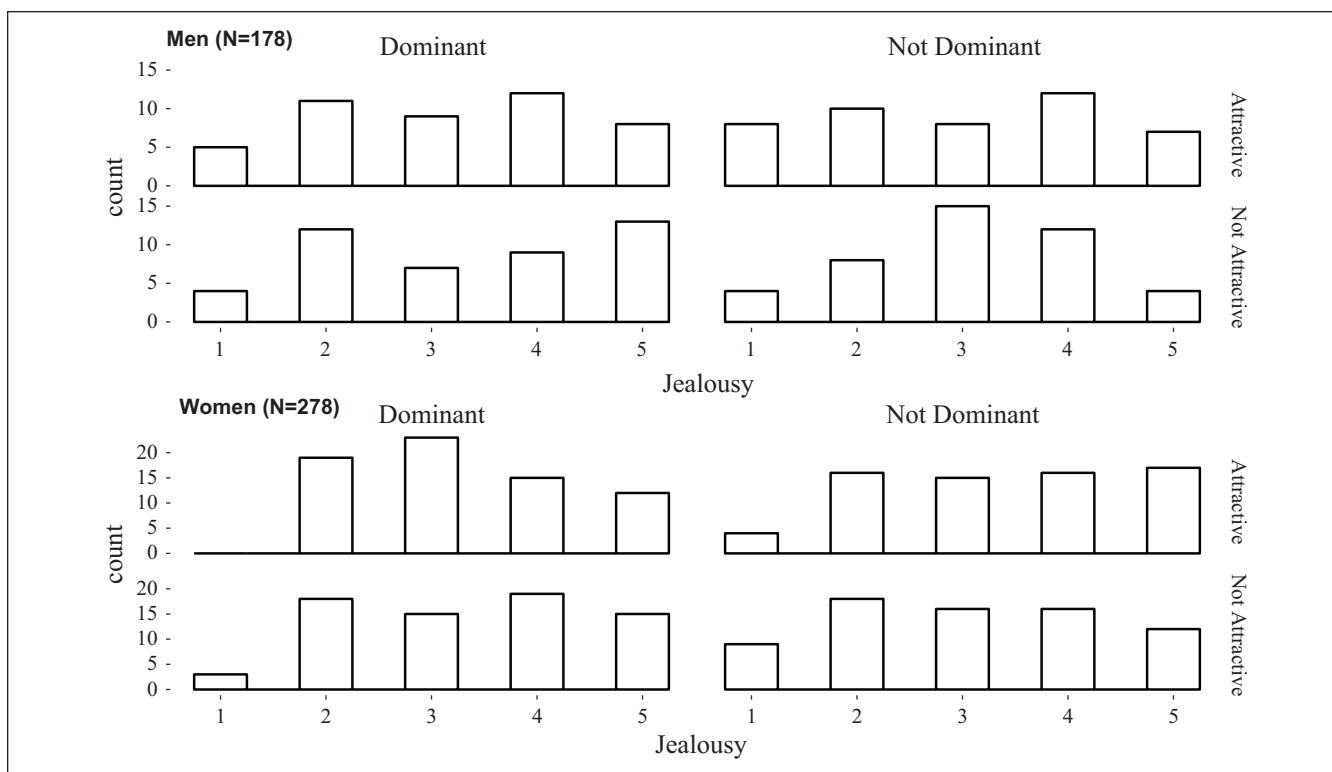 Men (N=178)
Dominant
Not Dominant
15
10
5
0
Attractive
count
15
10
5
0
Not Attractive
1 2 3 4 5
1 2 3 4 5
Jealousy
Women (N=278)
Dominant
Not Dominant
20
15
10
5
0
Attractive
count
20
15
10
5
0
Not Attractive
1 2 3 4 5
1 2 3 4 5
Jealousy